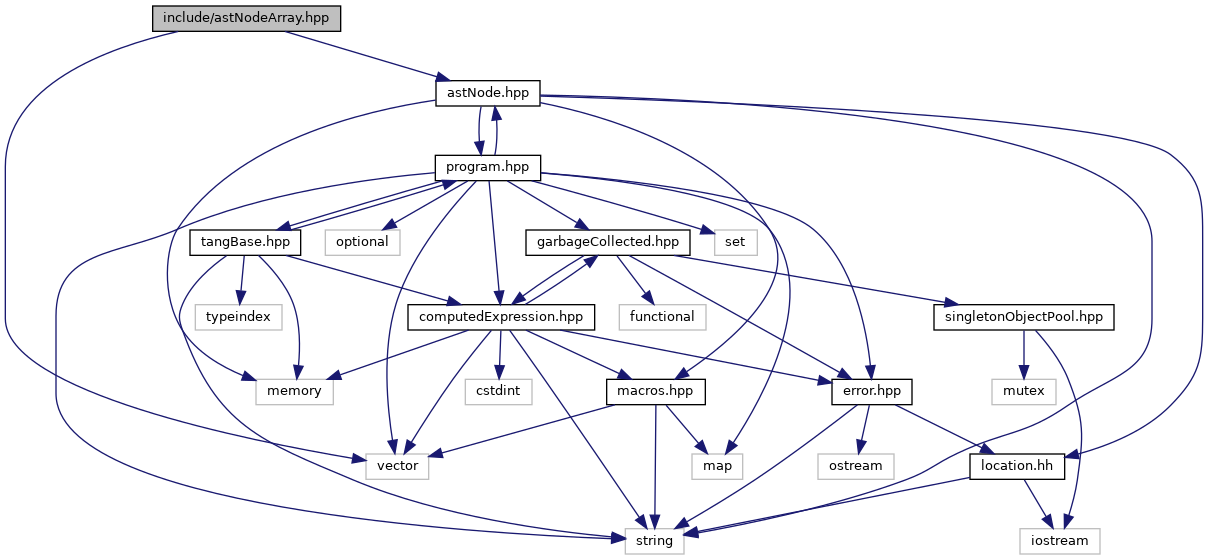 include/astNodeArray.hpp
astNode.hpp
program.hpp
tangBase.hpp
optional
garbageCollected.hpp
set
typeindex
computedExpression.hpp
functional
singletonObjectPool.hpp
memory
cstdint
macros.hpp
error.hpp
mutex
vector
map
ostream
location.hh
string
iostream